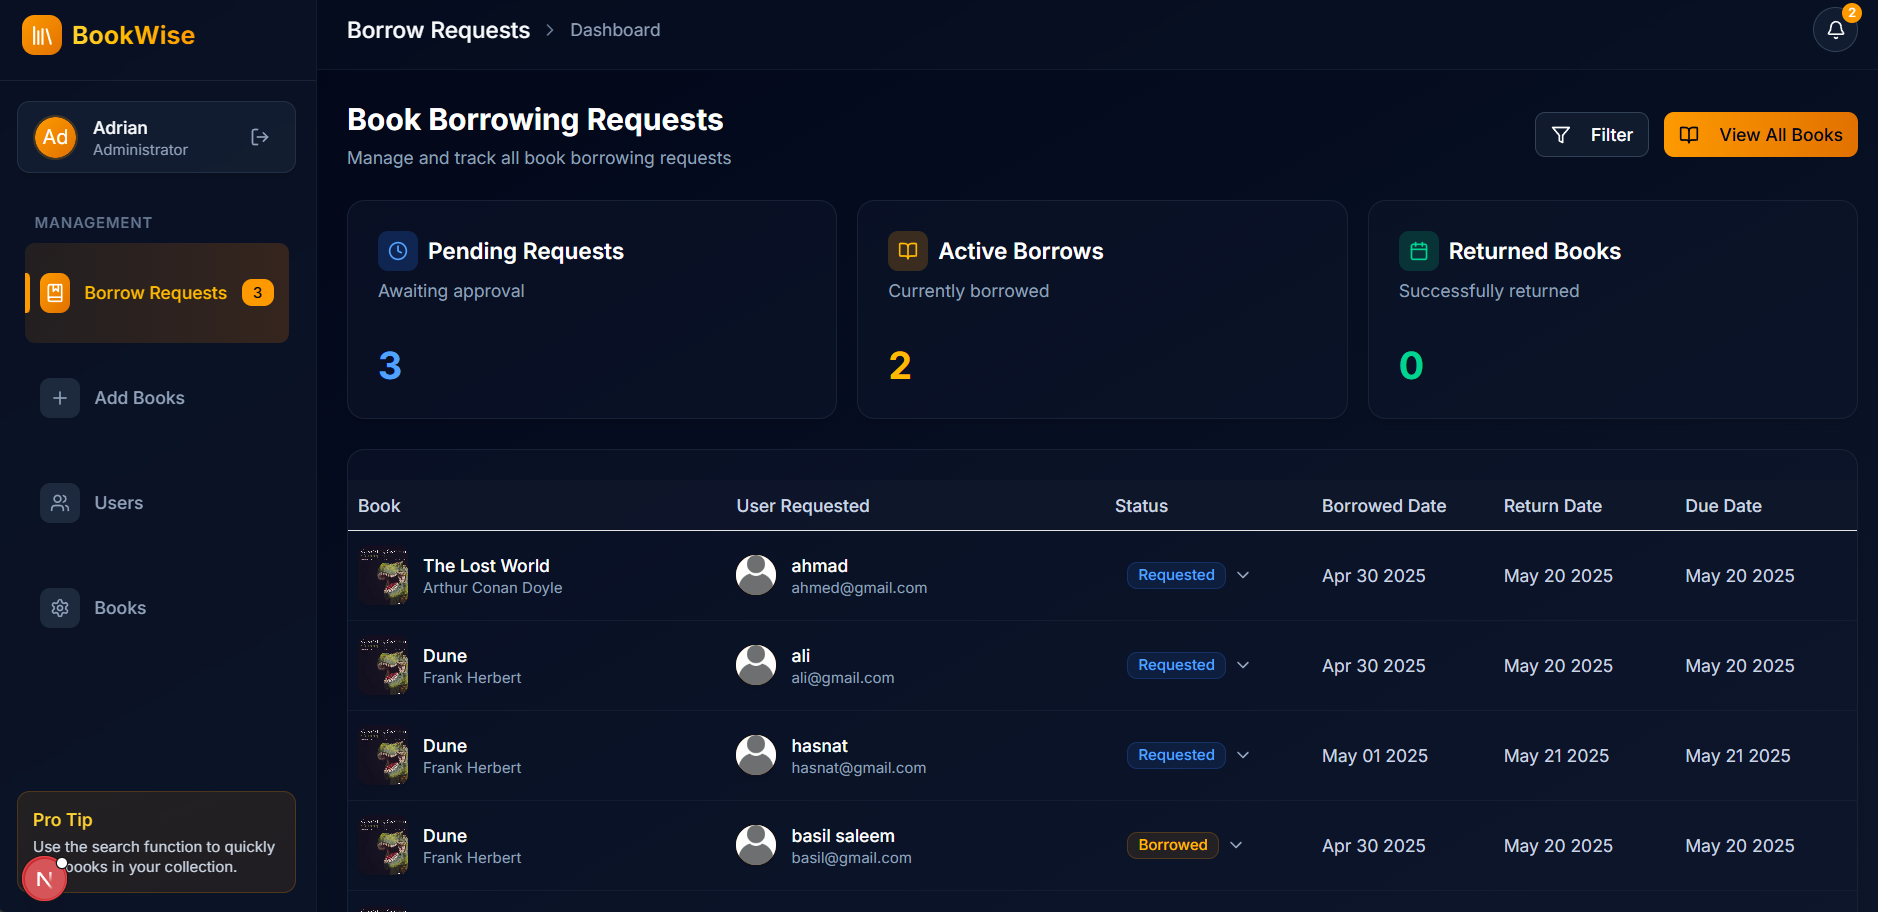 BookWise
Borrow Requests > Dashboard
2
Ad
Adrian
Administrator
MANAGEMENT
Borrow Requests 3
Add Books
Users
Books
Pro Tip
Use the search function to quickly
books in your collection.
N
Book Borrowing Requests
Manage and track all book borrowing requests
Filter
View All Books
Pending Requests
Awaiting approval
3
Active Borrows
Currently borrowed
2
Returned Books
Successfully returned
0
Book User Requested Status Borrowed Date Return Date Due Date
The Lost World
Arthur Conan Doyle
ahmad
ahmed@gmail.com
Requested
Apr 30 2025 May 20 2025 May 20 2025
Dune
Frank Herbert
ali
ali@gmail.com
Requested
Apr 30 2025 May 20 2025 May 20 2025
Dune
Frank Herbert
hasnat
hasnat@gmail.com
Requested
May 01 2025 May 21 2025 May 21 2025
Dune
Frank Herbert
basil saleem
basil@gmail.com
Borrowed
Apr 30 2025 May 20 2025 May 20 2025